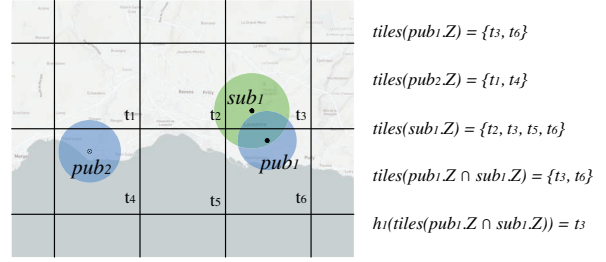 sub₁
t₁
t₂
t₃
pub₂
pub₁
t₄
t₅
t₆
tiles(pub₁.Z) = {t₃, t₆}
tiles(pub₂.Z) = {t₁, t₄}
tiles(sub₁.Z) = {t₂, t₃, t₅, t₆}
tiles(pub₁.Z ∩ sub₁.Z) = {t₃, t₆}
h₁(tiles(pub₁.Z ∩ sub₁.Z)) = t₃